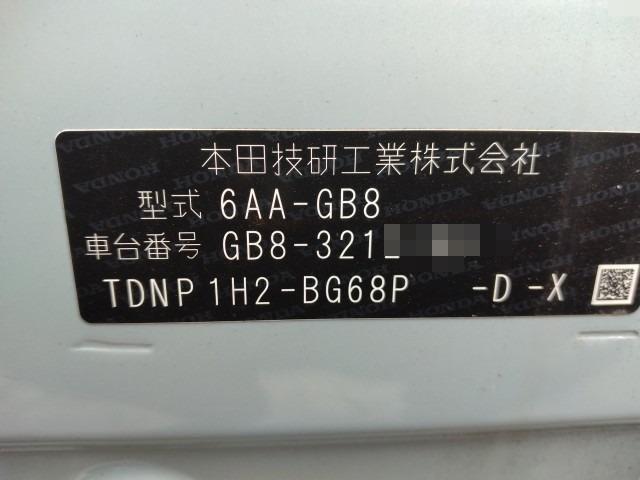 本田技研工業株式会社
型式 6AA-GB8
車台番号 GB8-321
TDNP 1H2-BG68P -D -X